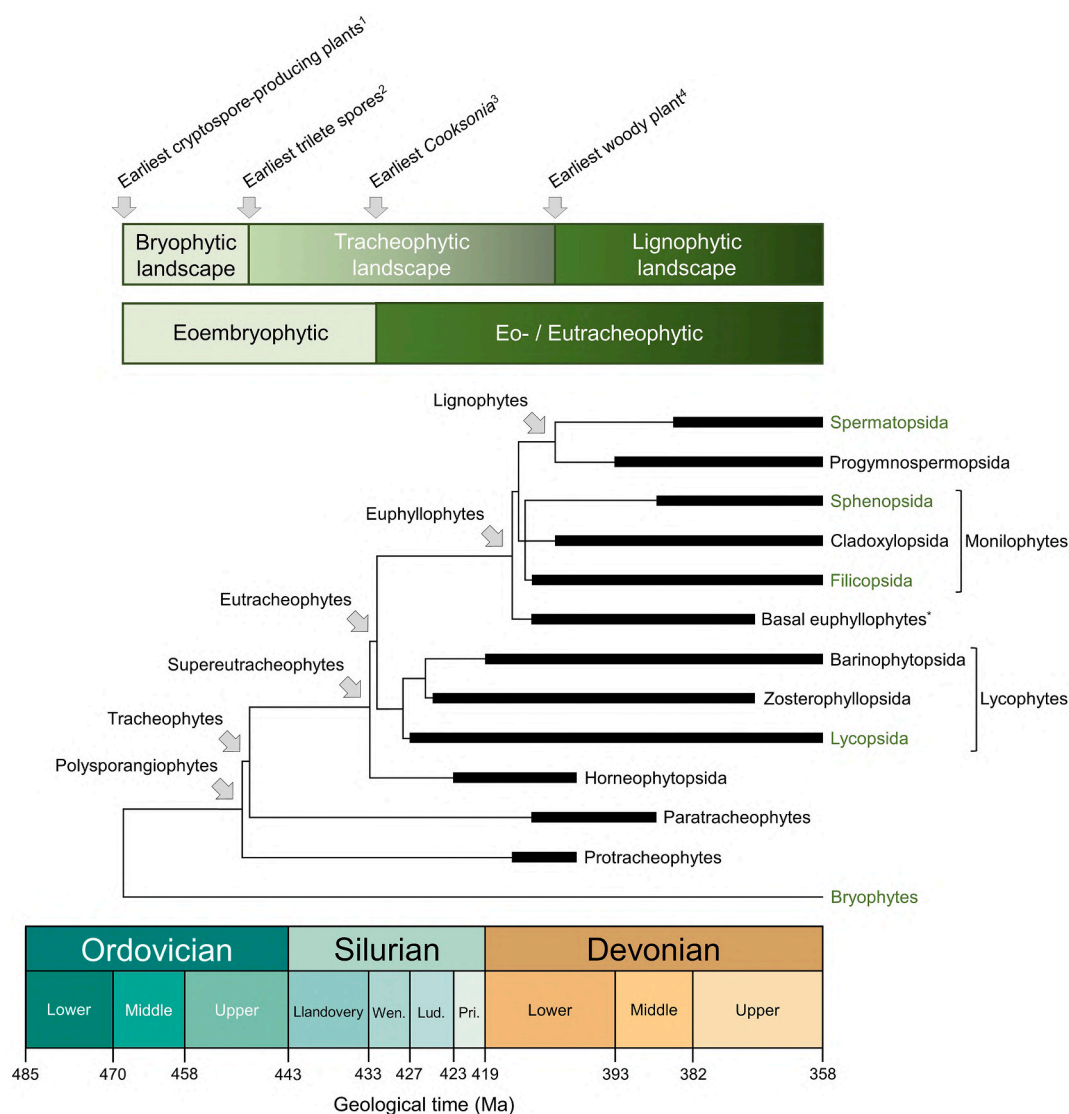 Earliest cryptospore-producing plants¹
Earliest trilete spores²
Earliest Cooksonia³
Earliest woody plant⁴
Bryophytic
landscape
Tracheophytic
landscape
Lignophytic
landscape
Eoembryophytic
Eo- / Eutracheophytic
Lignophytes
Spermatopsida
Progymnospermopsida
Euphyllophytes
Sphenopsida
Cladoxylopsida
Monilophytes
Filicopsida
Eutracheophytes
Basal euphyllophytes*
Supereutracheophytes
Barinophytopsida
Zosterophyllopsida
Lycophytes
Tracheophytes
Lycopsida
Polysporangiophytes
Horneophytopsida
Paratracheophytes
Protracheophytes
Bryophytes
Ordovician
Silurian
Devonian
Lower
Middle
Upper
Llandovery
Wen.
Lud.
Pri.
Lower
Middle
Upper
485
470
458
443
433
427
423
419
393
382
358
Geological time (Ma)